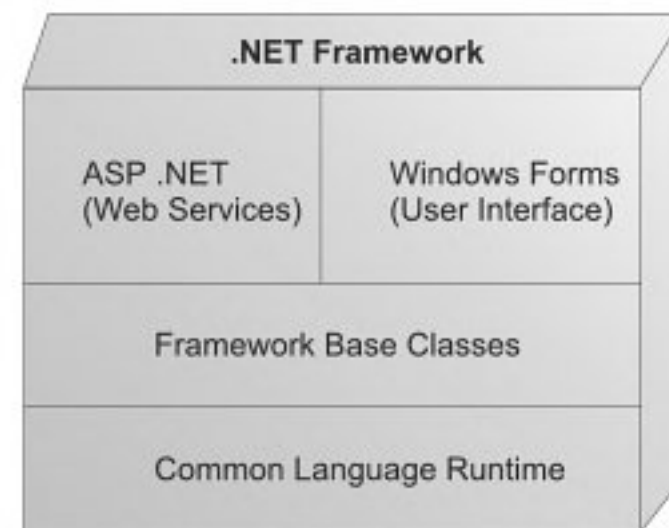 .NET Framework
ASP .NET
(Web Services)
Windows Forms
(User Interface)
Framework Base Classes
Common Language Runtime